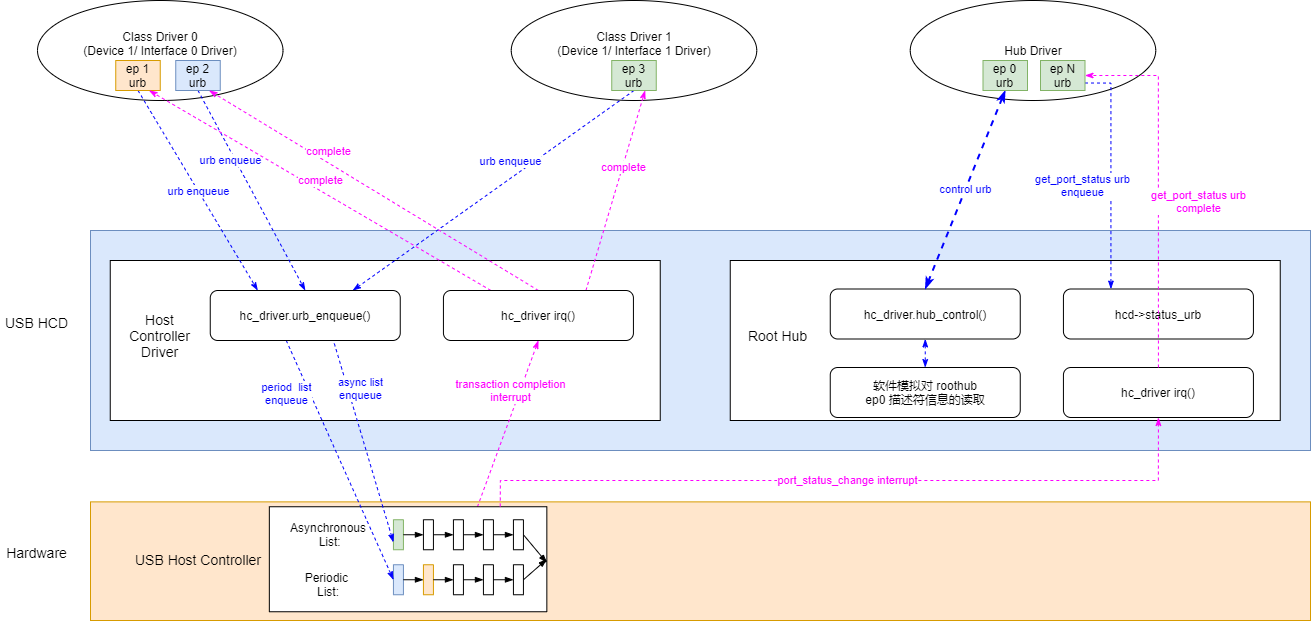 Class Driver 0
(Device 1/ Interface 0 Driver)
ep 1
urb
ep 2
urb
Class Driver 1
(Device 1/ Interface 1 Driver)
ep 3
urb
Hub Driver
ep 0
urb
ep N
urb
urb enqueue
urb enqueue
complete
complete
urb enqueue
complete
control urb
get_port_status urb
enqueue
get_port_status urb
complete
USB HCD
Host
Controller
Driver
hc_driver.urb_enqueue()
hc_driver irq()
period list
enqueue
async list
enqueue
transaction completion
interrupt
Root Hub
hc_driver.hub_control()
hcd->status_urb
软件模拟对 roothub
ep0 描述符信息的读取
hc_driver irq()
port_status_change interrupt
Hardware
USB Host Controller
Asynchronous
List:
Periodic
List: